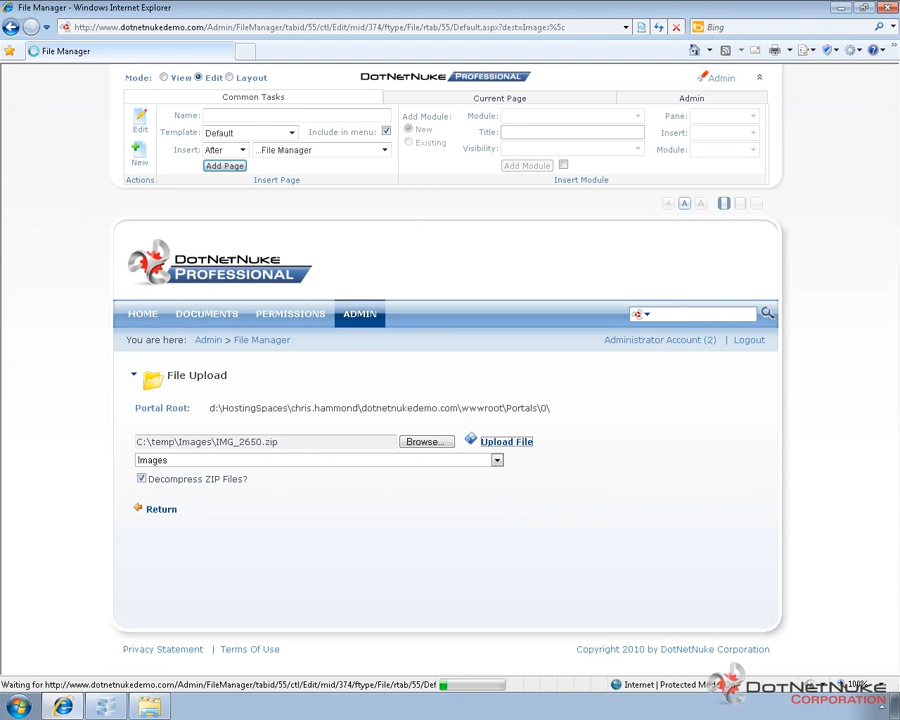 File Manager - Windows Internet Explorer
http://www.dotnetnukedemo.com/Admin/FileManager/tabid/55/ctl/Edit/mid/374/ftype/File/rtab/55/Default.aspx?dest=Images%5c
Bing
File Manager
Mode: View Edit Layout
DOTNETNUKE PROFESSIONAL
Admin
Common Tasks
Current Page
Admin
Edit
New
Actions
Name:
Template: Default
Include in menu:
Insert: After ...File Manager
Add Page
Insert Page
Add Module:
New
Existing
Module:
Title:
Visibility:
Add Module
Insert Module
Pane:
Insert:
Module:
A A A
DOTNETNUKE
PROFESSIONAL
HOME DOCUMENTS PERMISSIONS ADMIN
You are here: Admin > File Manager
Administrator Account (2) | Logout
File Upload
Portal Root: d:\HostingSpaces\chris.hammond\dotnetnukedemo.com\wwwroot\Portals\0\
C:\temp\Images\IMG_2650.zip Browse... Upload File
Images
Decompress ZIP Files?
Return
Privacy Statement | Terms Of Use
Copyright 2010 by DotNetNuke Corporation
Waiting for http://www.dotnetnukedemo.com/Admin/FileManager/tabid/55/ctl/Edit/mid/374/ftype/File/rtab/55/Def
Internet | Protected
100%
DOTNETNUKE
CORPORATION